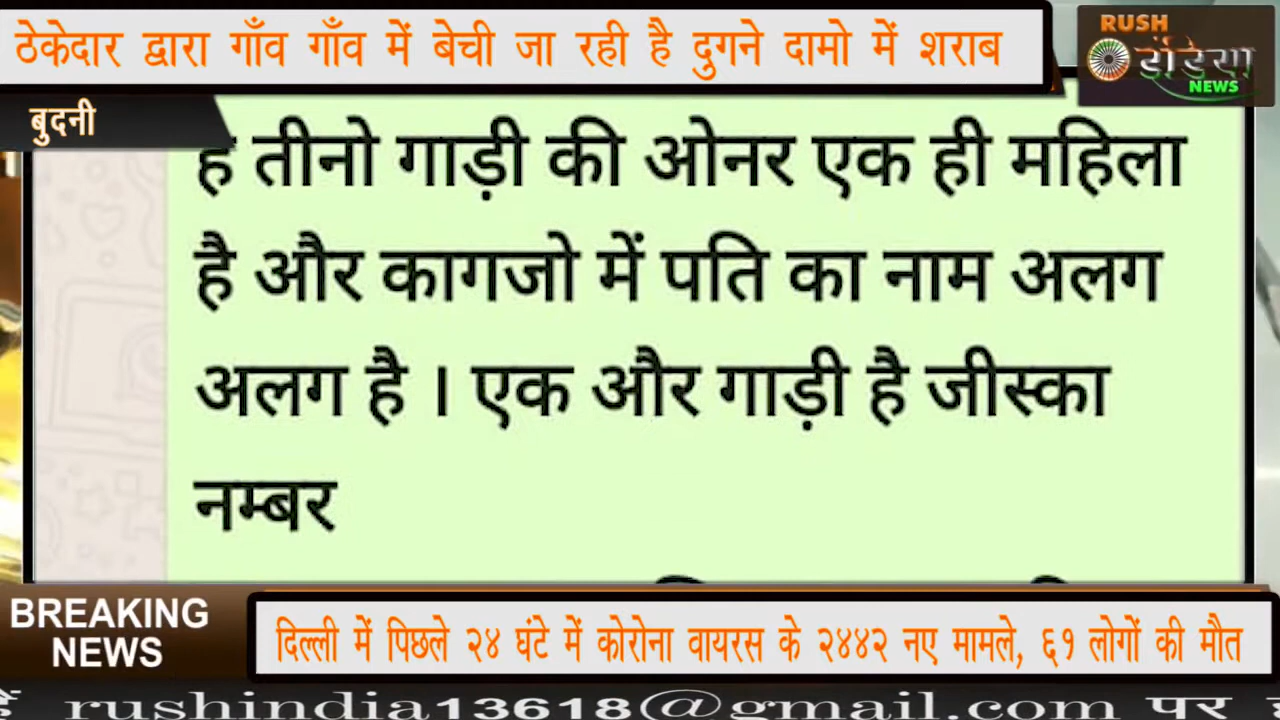 ठेकेदार द्वारा गाँव गाँव में बेची जा रही है दुगने दामो में शराब
RUSH
इंडिया
NEWS
बुदनी
है तीनो गाड़ी की ओनर एक ही महिला
है और कागजो में पति का नाम अलग
अलग है । एक और गाड़ी है जीस्का
नम्बर
BREAKING
NEWS
दिल्ली में पिछले २४ घंटे में कोरोना वायरस के २४४२ नए मामले, ६१ लोगों की मौत
rushindia13618@gmail.com पर